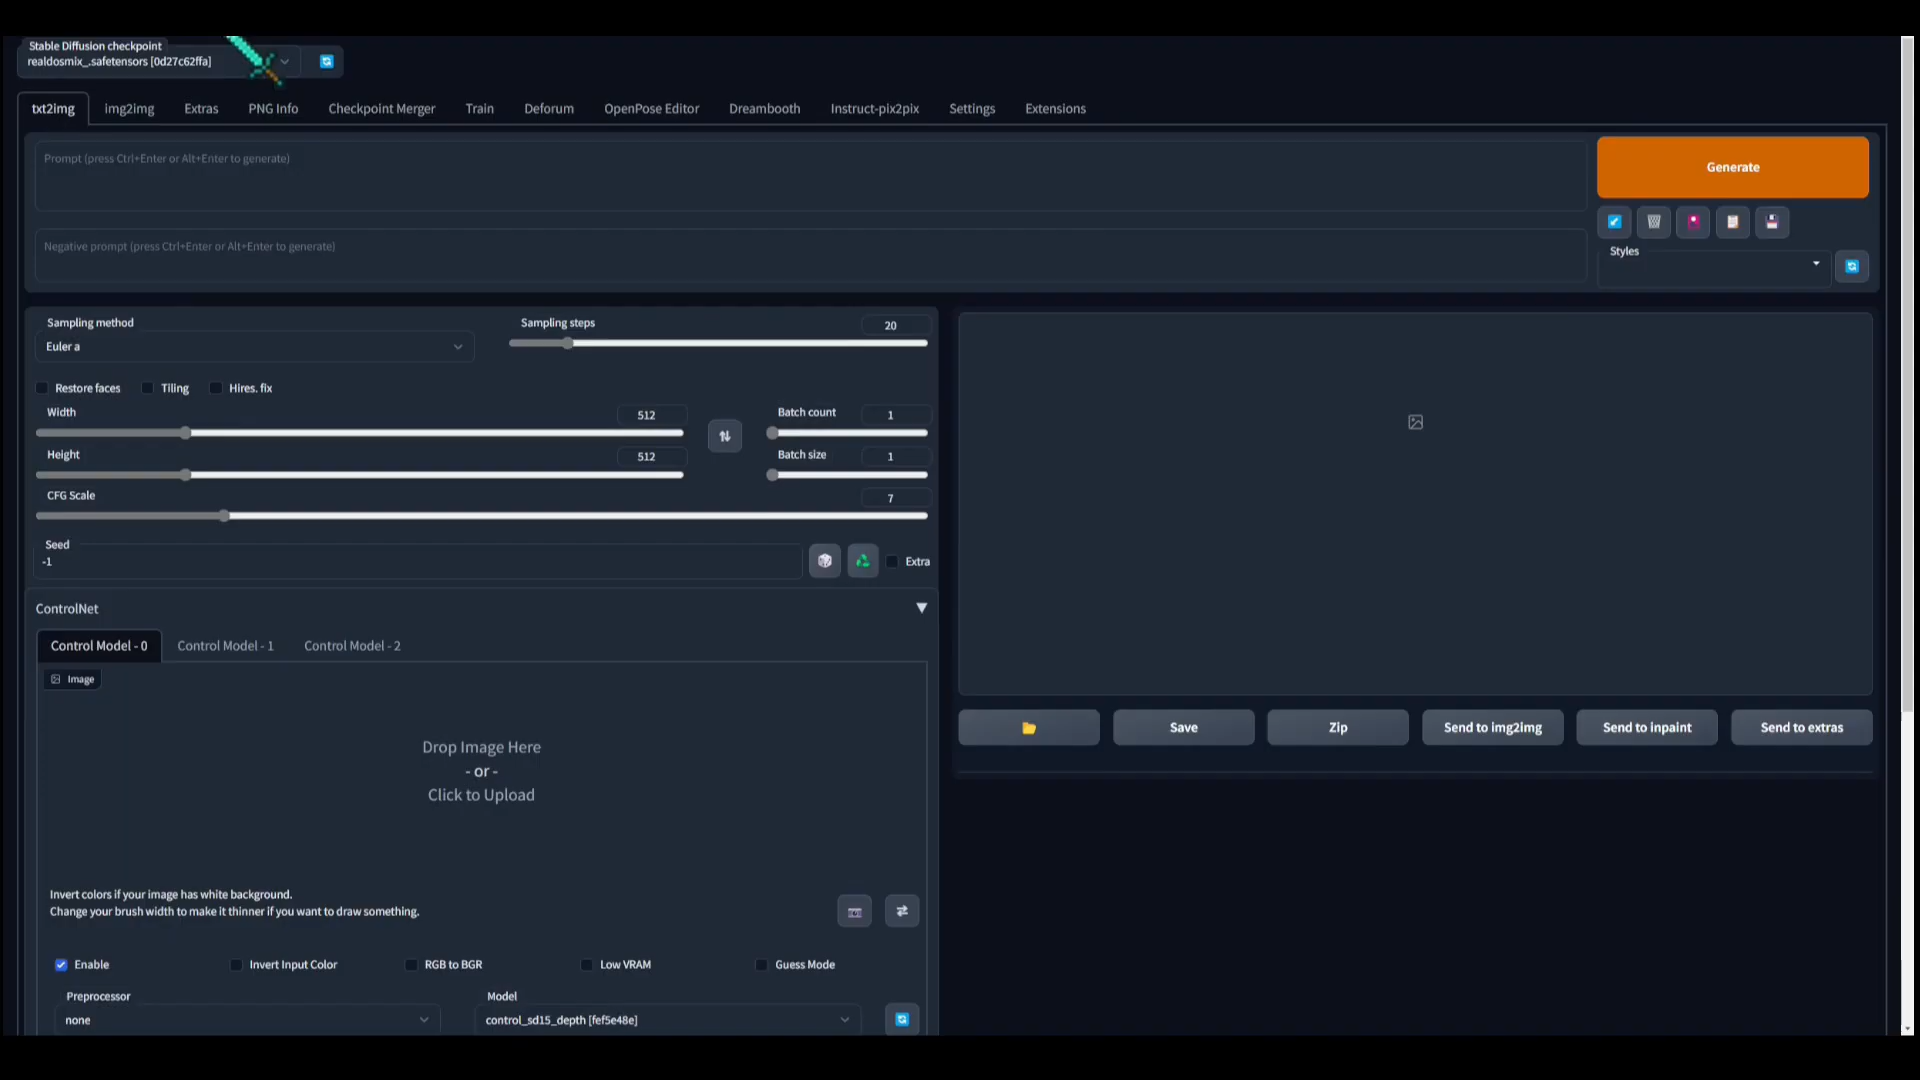 Stable Diffusion checkpoint
realdosmix_.safetensors [0d27c62ffa]
txt2img img2img Extras PNG Info Checkpoint Merger Train Deforum OpenPose Editor Dreambooth Instruct-pix2pix Settings Extensions
Prompt (press Ctrl+Enter or Alt+Enter to generate)
Generate
Negative prompt (press Ctrl+Enter or Alt+Enter to generate)
Styles
Sampling method
Euler a
Sampling steps
20
Restore faces Tiling Hires. fix
Width
512
Height
512
Batch count
1
Batch size
1
CFG Scale
7
Seed
-1
Extra
ControlNet
Control Model - 0 Control Model - 1 Control Model - 2
Image
Drop Image Here
- or -
Click to Upload
Invert colors if your image has white background.
Change your brush width to make it thinner if you want to draw something.
Enable Invert Input Color RGB to BGR Low VRAM Guess Mode
Preprocessor
none
Model
control_sd15_depth [fef5e48e]
Save Zip Send to img2img Send to inpaint Send to extras